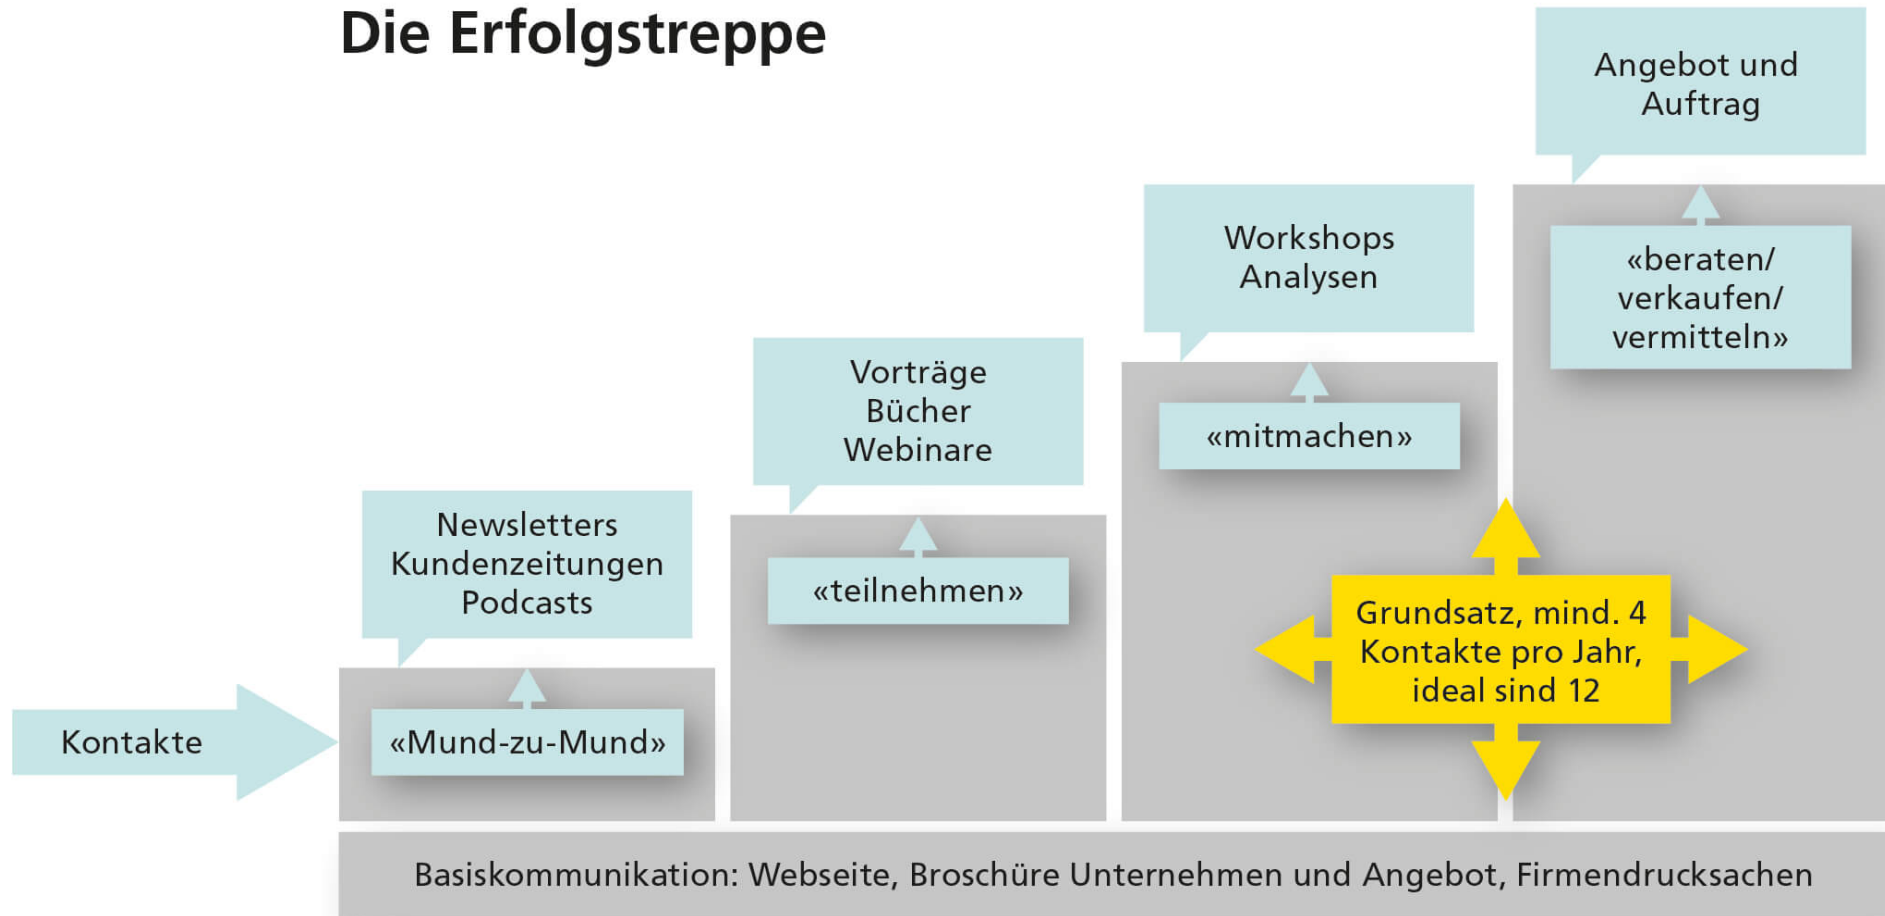 Die Erfolgstreppe
Angebot und
Auftrag
«beraten/
verkaufen/
vermitteln»
Workshops
Analysen
«mitmachen»
Vorträge
Bücher
Webinare
«teilnehmen»
Newsletters
Kundenzeitungen
Podcasts
«Mund-zu-Mund»
Kontakte
Grundsatz, mind. 4
Kontakte pro Jahr,
ideal sind 12
Basiskommunikation: Webseite, Broschüre Unternehmen und Angebot, Firmendrucksachen